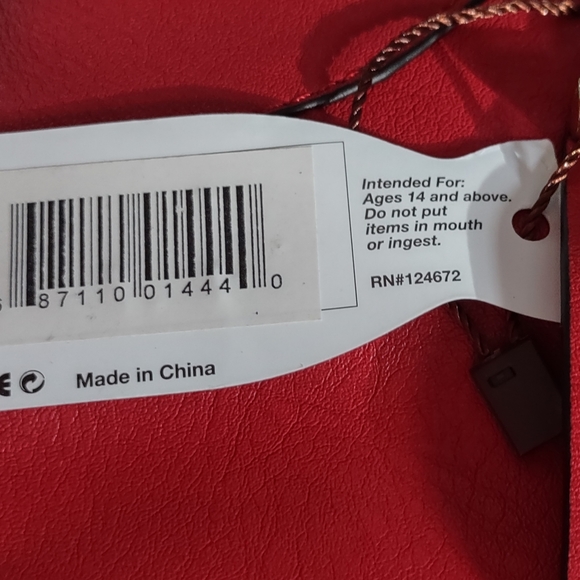 Intended For:
Ages 14 and above.
Do not put
items in mouth
or ingest.
RN#124672
87110 01444 0
Made in China